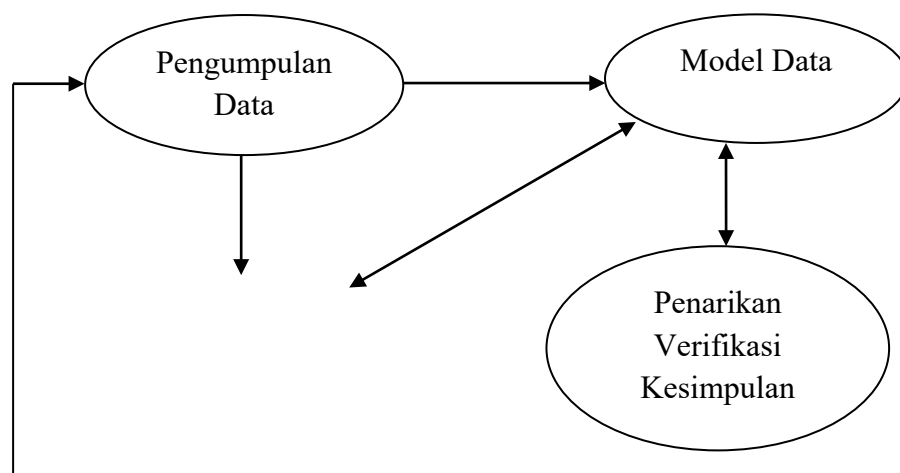 Pengumpulan
Data
Model Data
Penarikan
Verifikasi
Kesimpulan